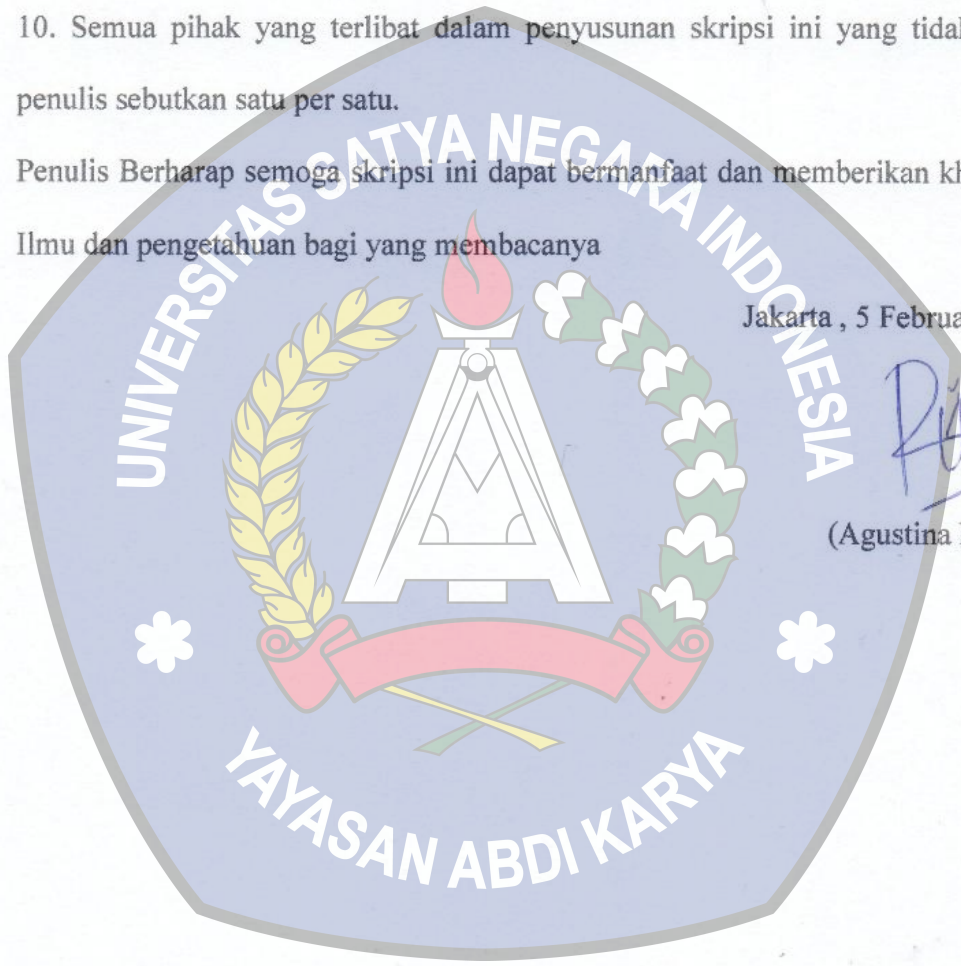 10. Semua pihak yang terlibat dalam penyusunan skripsi ini yang
penulis sebutkan satu per satu.
Penulis Berharap semoga skripsi ini dapat bermanfaat dan memberikan
Ilmu dan pengetahuan bagi yang membacanya
Jakarta , 5
(Agustina
UNIVERSITAS SATYA NEGARA INDONESIA
YAYASAN ABDI KARYA